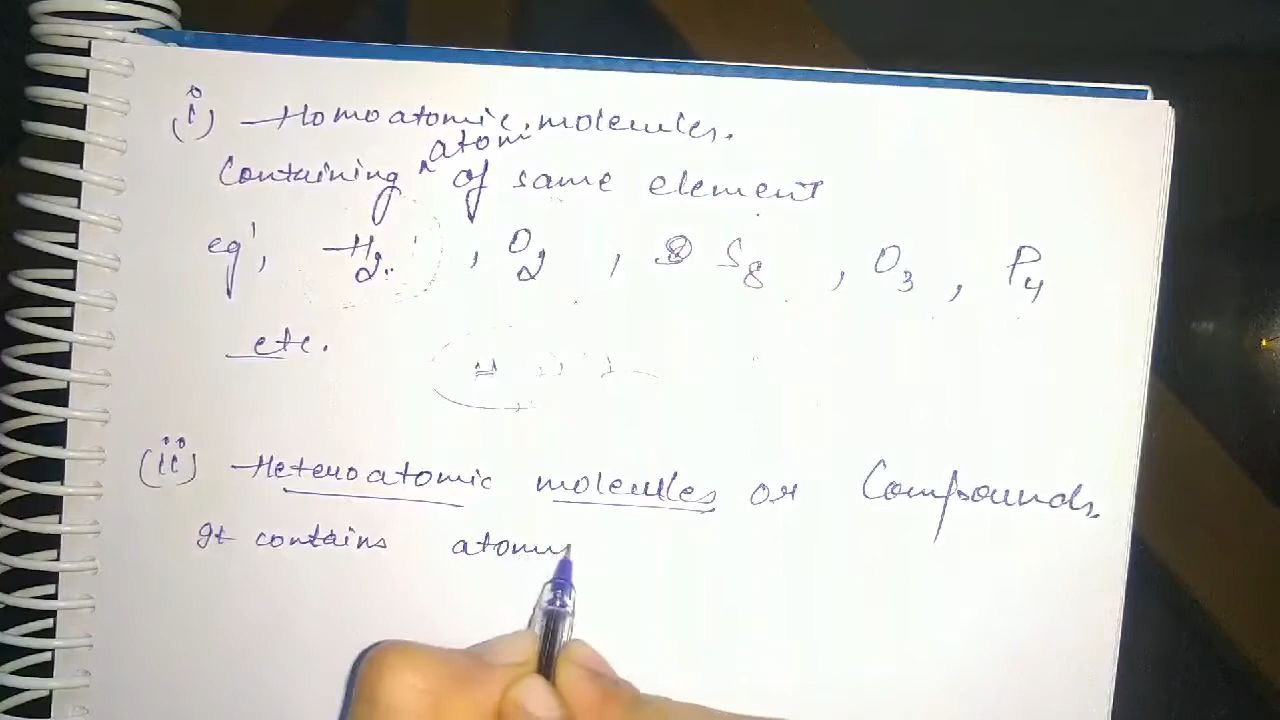 (i) Homoatomic molecules.
atom
Containing ^ of same element
eg', H2 , O2 , S8 , O3 , P4
etc.
(ii) Heteroatomic molecules or Compounds.
It contains atoms